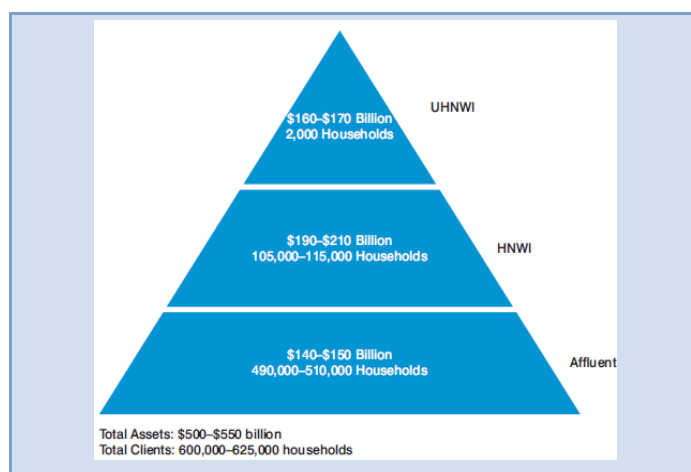 UHNWI
$160–$170 Billion
2,000 Households
HNWI
$190–$210 Billion
105,000–115,000 Households
Affluent
$140–$150 Billion
490,000–510,000 Households
Total Assets: $500–$550 billion
Total Clients: 600,000–625,000 households